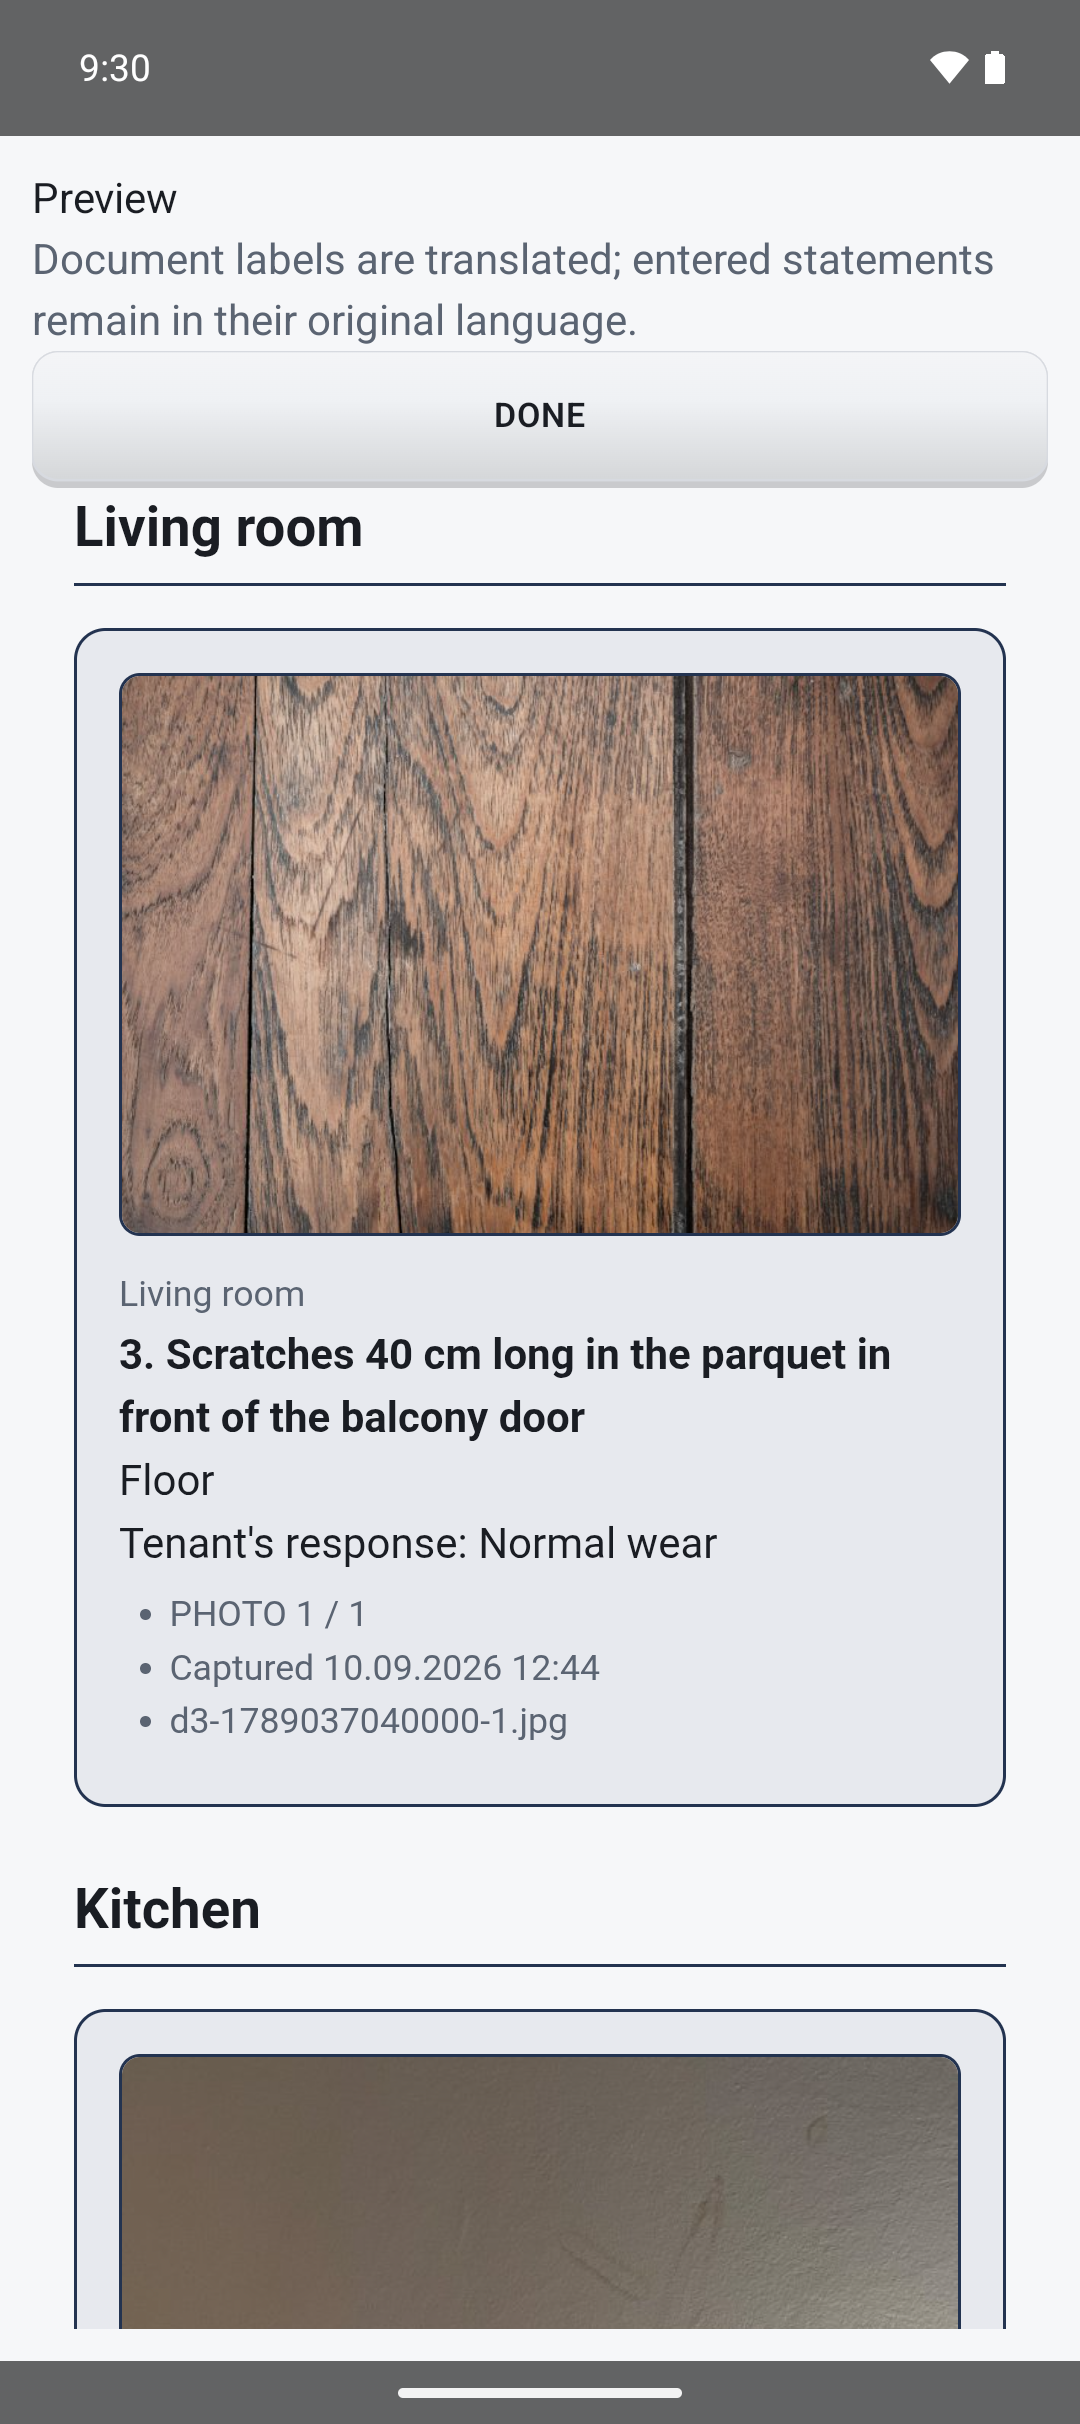 9:30
Preview
Document labels are translated; entered statements
remain in their original language.
DONE
Living room
Living room
3. Scratches 40 cm long in the parquet in
front of the balcony door
Floor
Tenant's response: Normal wear
• PHOTO 1 / 1
• Captured 10.09.2026 12:44
• d3-1789037040000-1.jpg
Kitchen